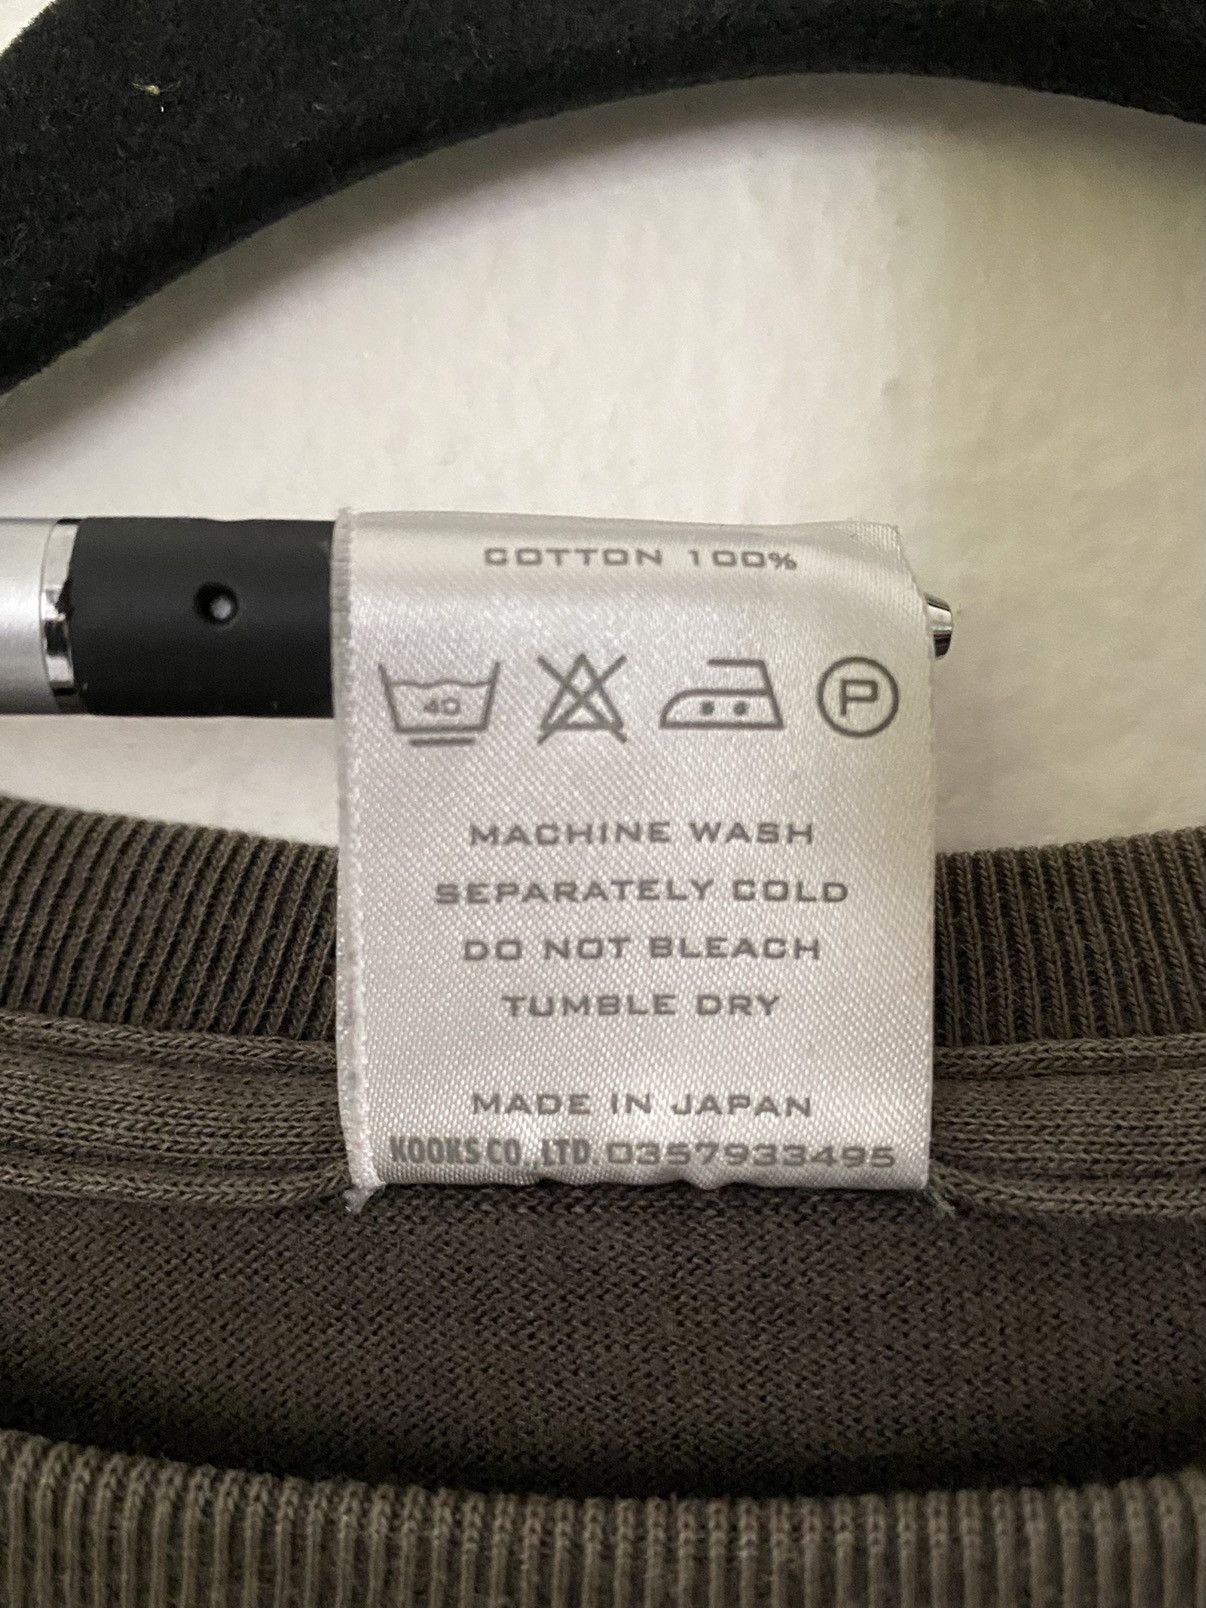 COTTON 100%
40 P
MACHINE WASH
SEPARATELY COLD
DO NOT BLEACH
TUMBLE DRY
MADE IN JAPAN
KOOKS CO., LTD. 0357933495